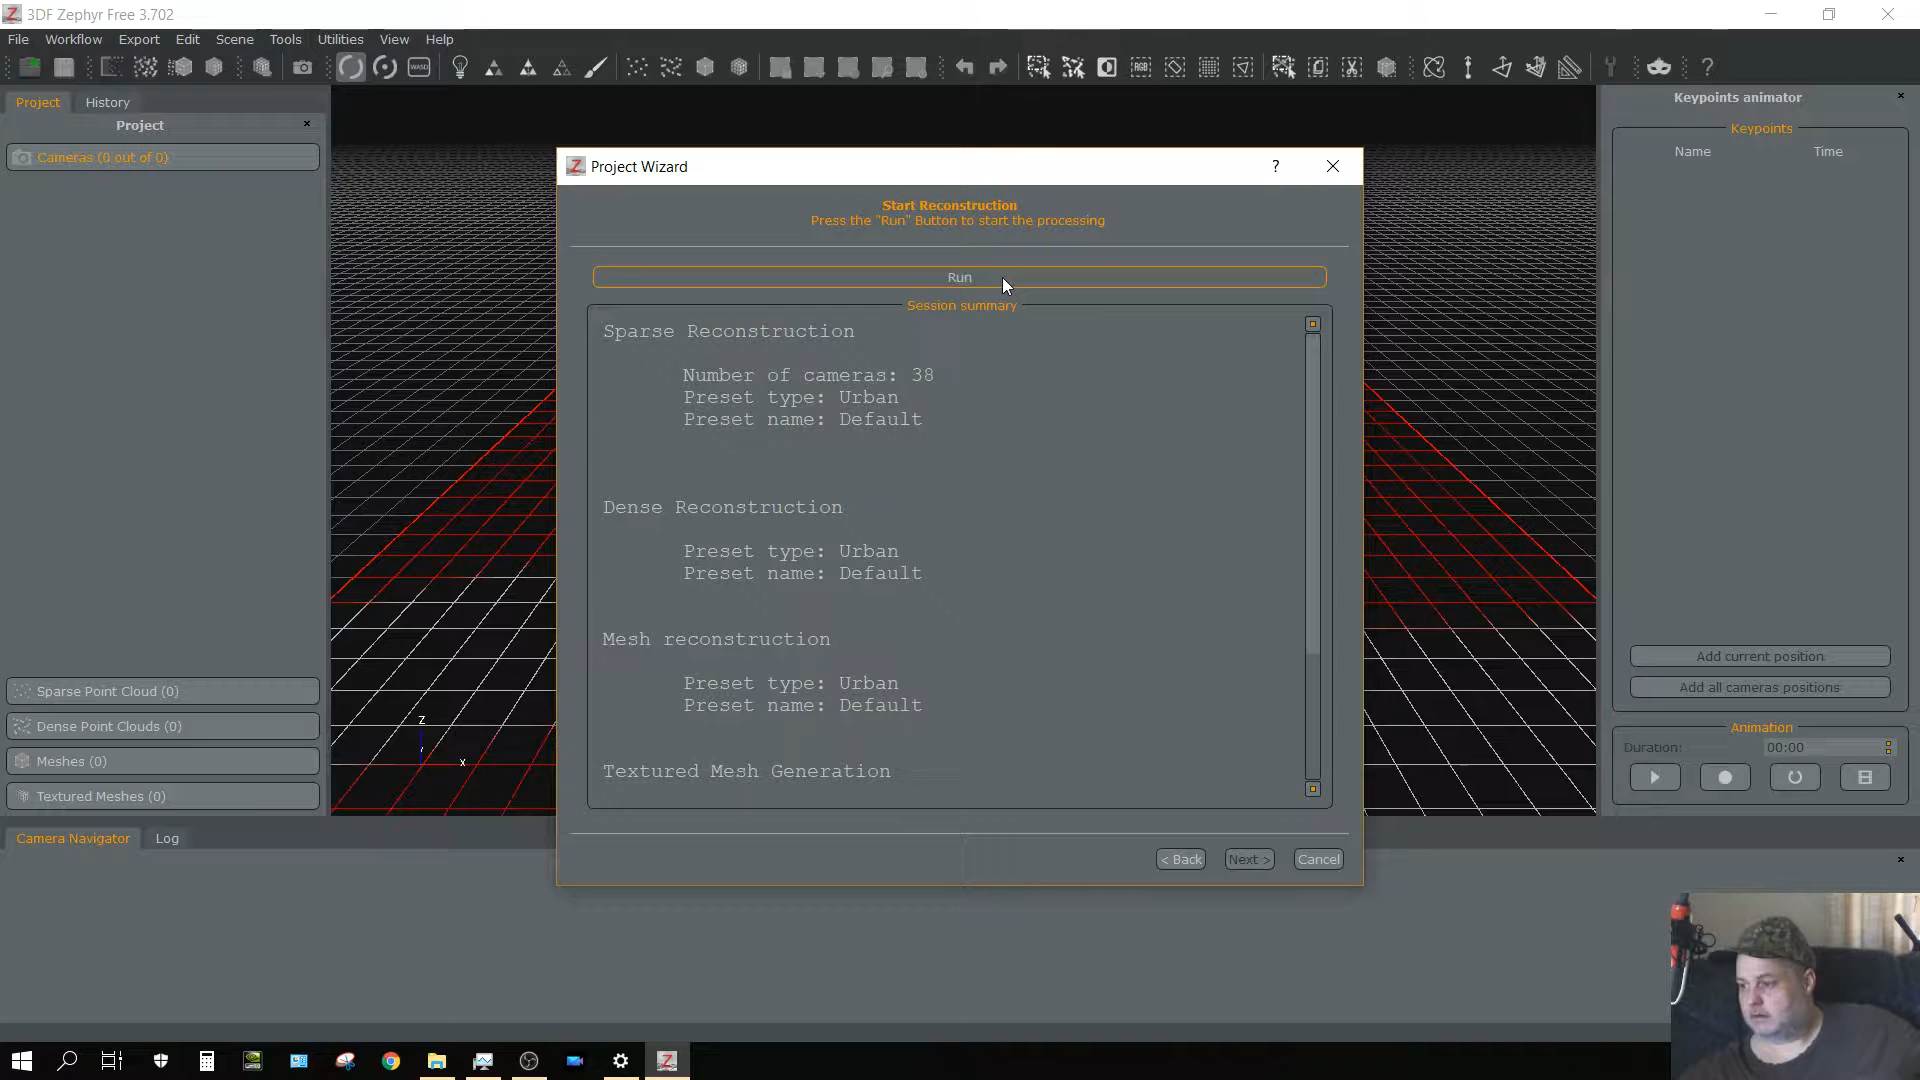 3DF Zephyr Free 3.702
File Workflow Export Edit Scene Tools Utilities View Help
WASD RGB ?
Project History
Project
Cameras (0 out of 0)
Sparse Point Cloud (0)
Dense Point Clouds (0)
Meshes (0)
Textured Meshes (0)
Z
x
Project Wizard ?
Start Reconstruction
Press the "Run" Button to start the processing
Run
Session summary
Sparse Reconstruction
Number of cameras: 38
Preset type: Urban
Preset name: Default
Dense Reconstruction
Preset type: Urban
Preset name: Default
Mesh reconstruction
Preset type: Urban
Preset name: Default
Textured Mesh Generation
< Back Next > Cancel
Keypoints animator
Keypoints
Name Time
Add current position
Add all cameras positions
Animation
Duration: 00:00
Camera Navigator Log